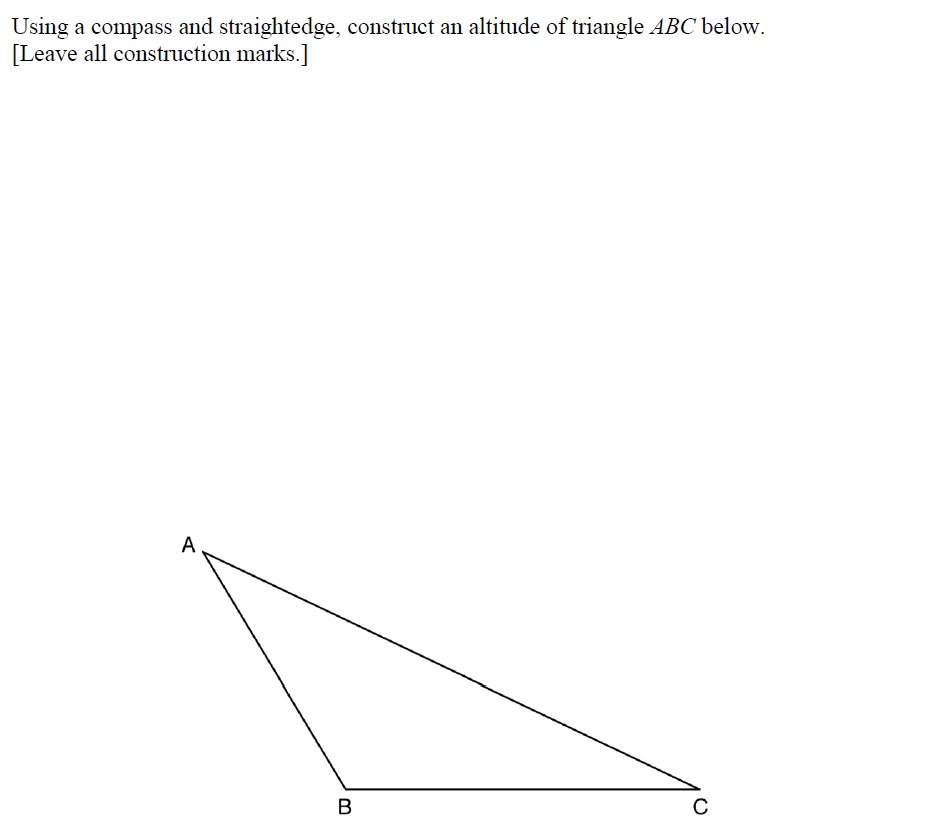 Using a compass and straightedge, construct an altitude of triangle ABC below.
[Leave all construction marks.]
A
B
C